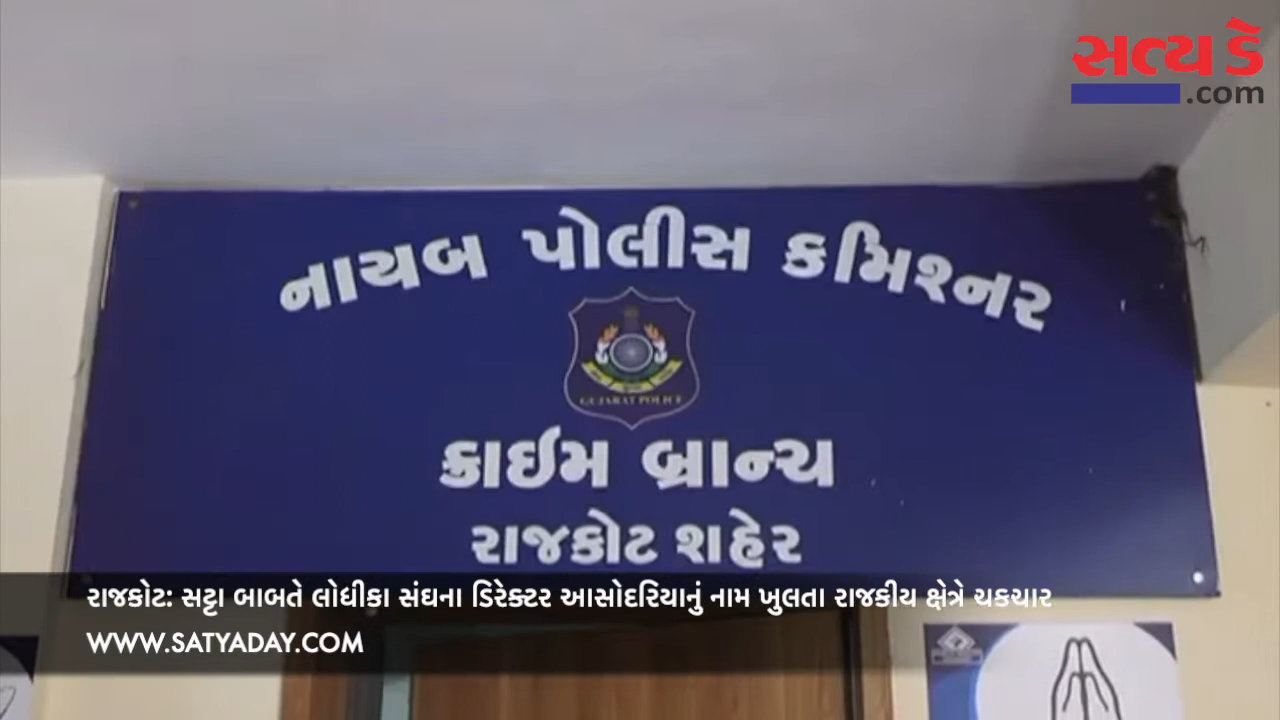 સત્ય ડે
.com
નાયબ પોલીસ કમિશ્નર
GUJARAT POLICE
ક્રાઇમ બ્રાન્ચ
રાજકોટ શહેર
રાજકોટ: સટ્ટા બાબતે લોધીકા સંઘના ડિરેક્ટર આસોદરિયાનું નામ ખુલતા રાજકીય ક્ષેત્રે ચકચાર
WWW.SATYADAY.COM